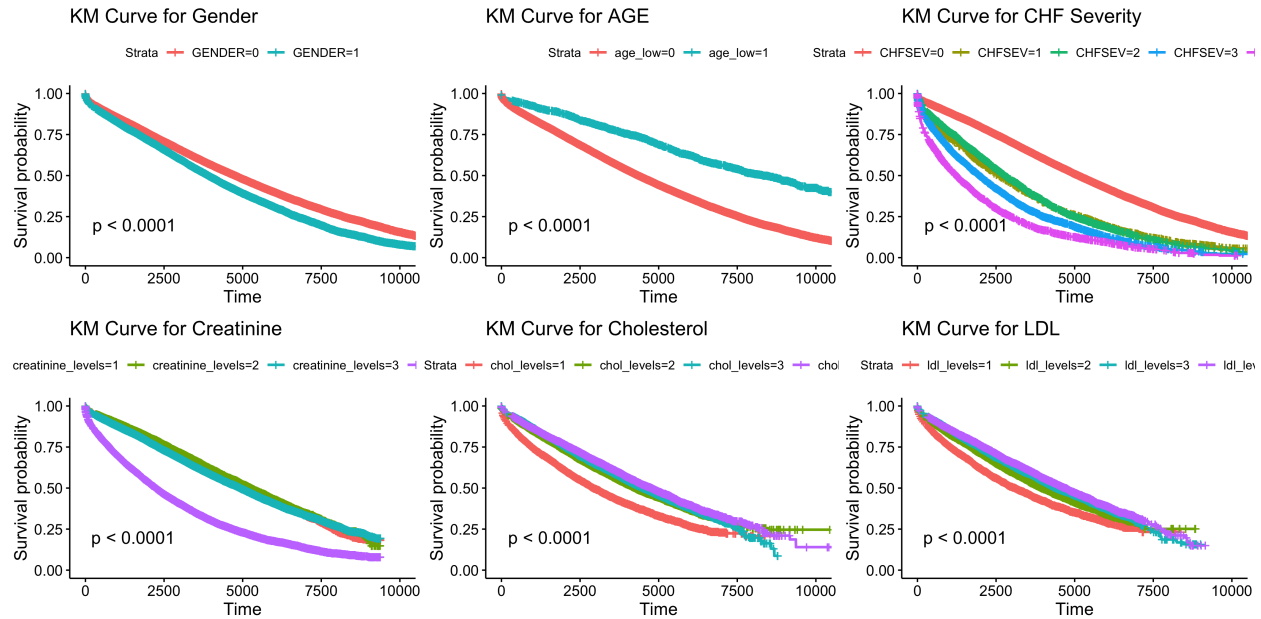 KM Curve for Gender
Strata GENDER=0 GENDER=1
Survival probability
1.00
0.75
0.50
0.25
0.00
p < 0.0001
0 2500 5000 7500 10000
Time
KM Curve for AGE
Strata age_low=0 age_low=1
Survival probability
1.00
0.75
0.50
0.25
0.00
p < 0.0001
0 2500 5000 7500 10000
Time
KM Curve for CHF Severity
Strata CHFSEV=0 CHFSEV=1 CHFSEV=2 CHFSEV=3
Survival probability
1.00
0.75
0.50
0.25
0.00
p < 0.0001
0 2500 5000 7500 10000
Time
KM Curve for Creatinine
creatinine_levels=1 creatinine_levels=2 creatinine_levels=3
Survival probability
1.00
0.75
0.50
0.25
0.00
p < 0.0001
0 2500 5000 7500 10000
Time
KM Curve for Cholesterol
Strata chol_levels=1 chol_levels=2 chol_levels=3 chol
Survival probability
1.00
0.75
0.50
0.25
0.00
p < 0.0001
0 2500 5000 7500 10000
Time
KM Curve for LDL
Strata ldl_levels=1 ldl_levels=2 ldl_levels=3 ldl_lev
Survival probability
1.00
0.75
0.50
0.25
0.00
p < 0.0001
0 2500 5000 7500 10000
Time